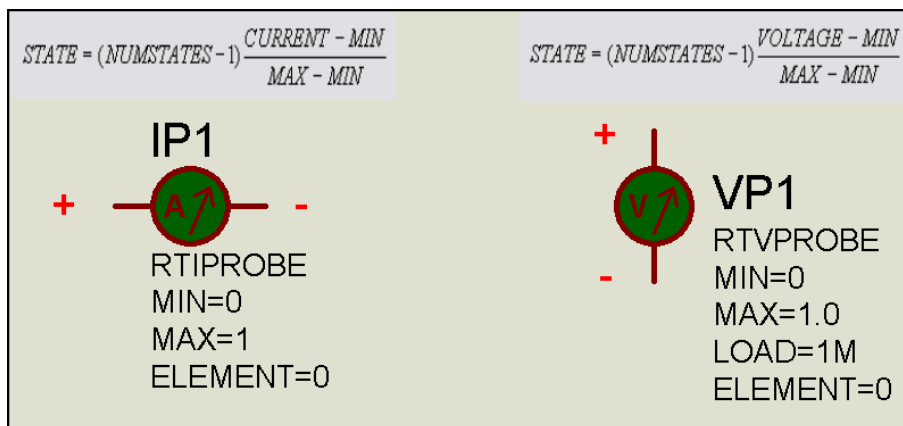 STATE = (NUMSTATES - 1) CURRENT - MIN / MAX - MIN
STATE = (NUMSTATES - 1) VOLTAGE - MIN / MAX - MIN
IP1
+ A -
RTIPROBE
MIN=0
MAX=1
ELEMENT=0
+
V
-
VP1
RTVPROBE
MIN=0
MAX=1.0
LOAD=1M
ELEMENT=0